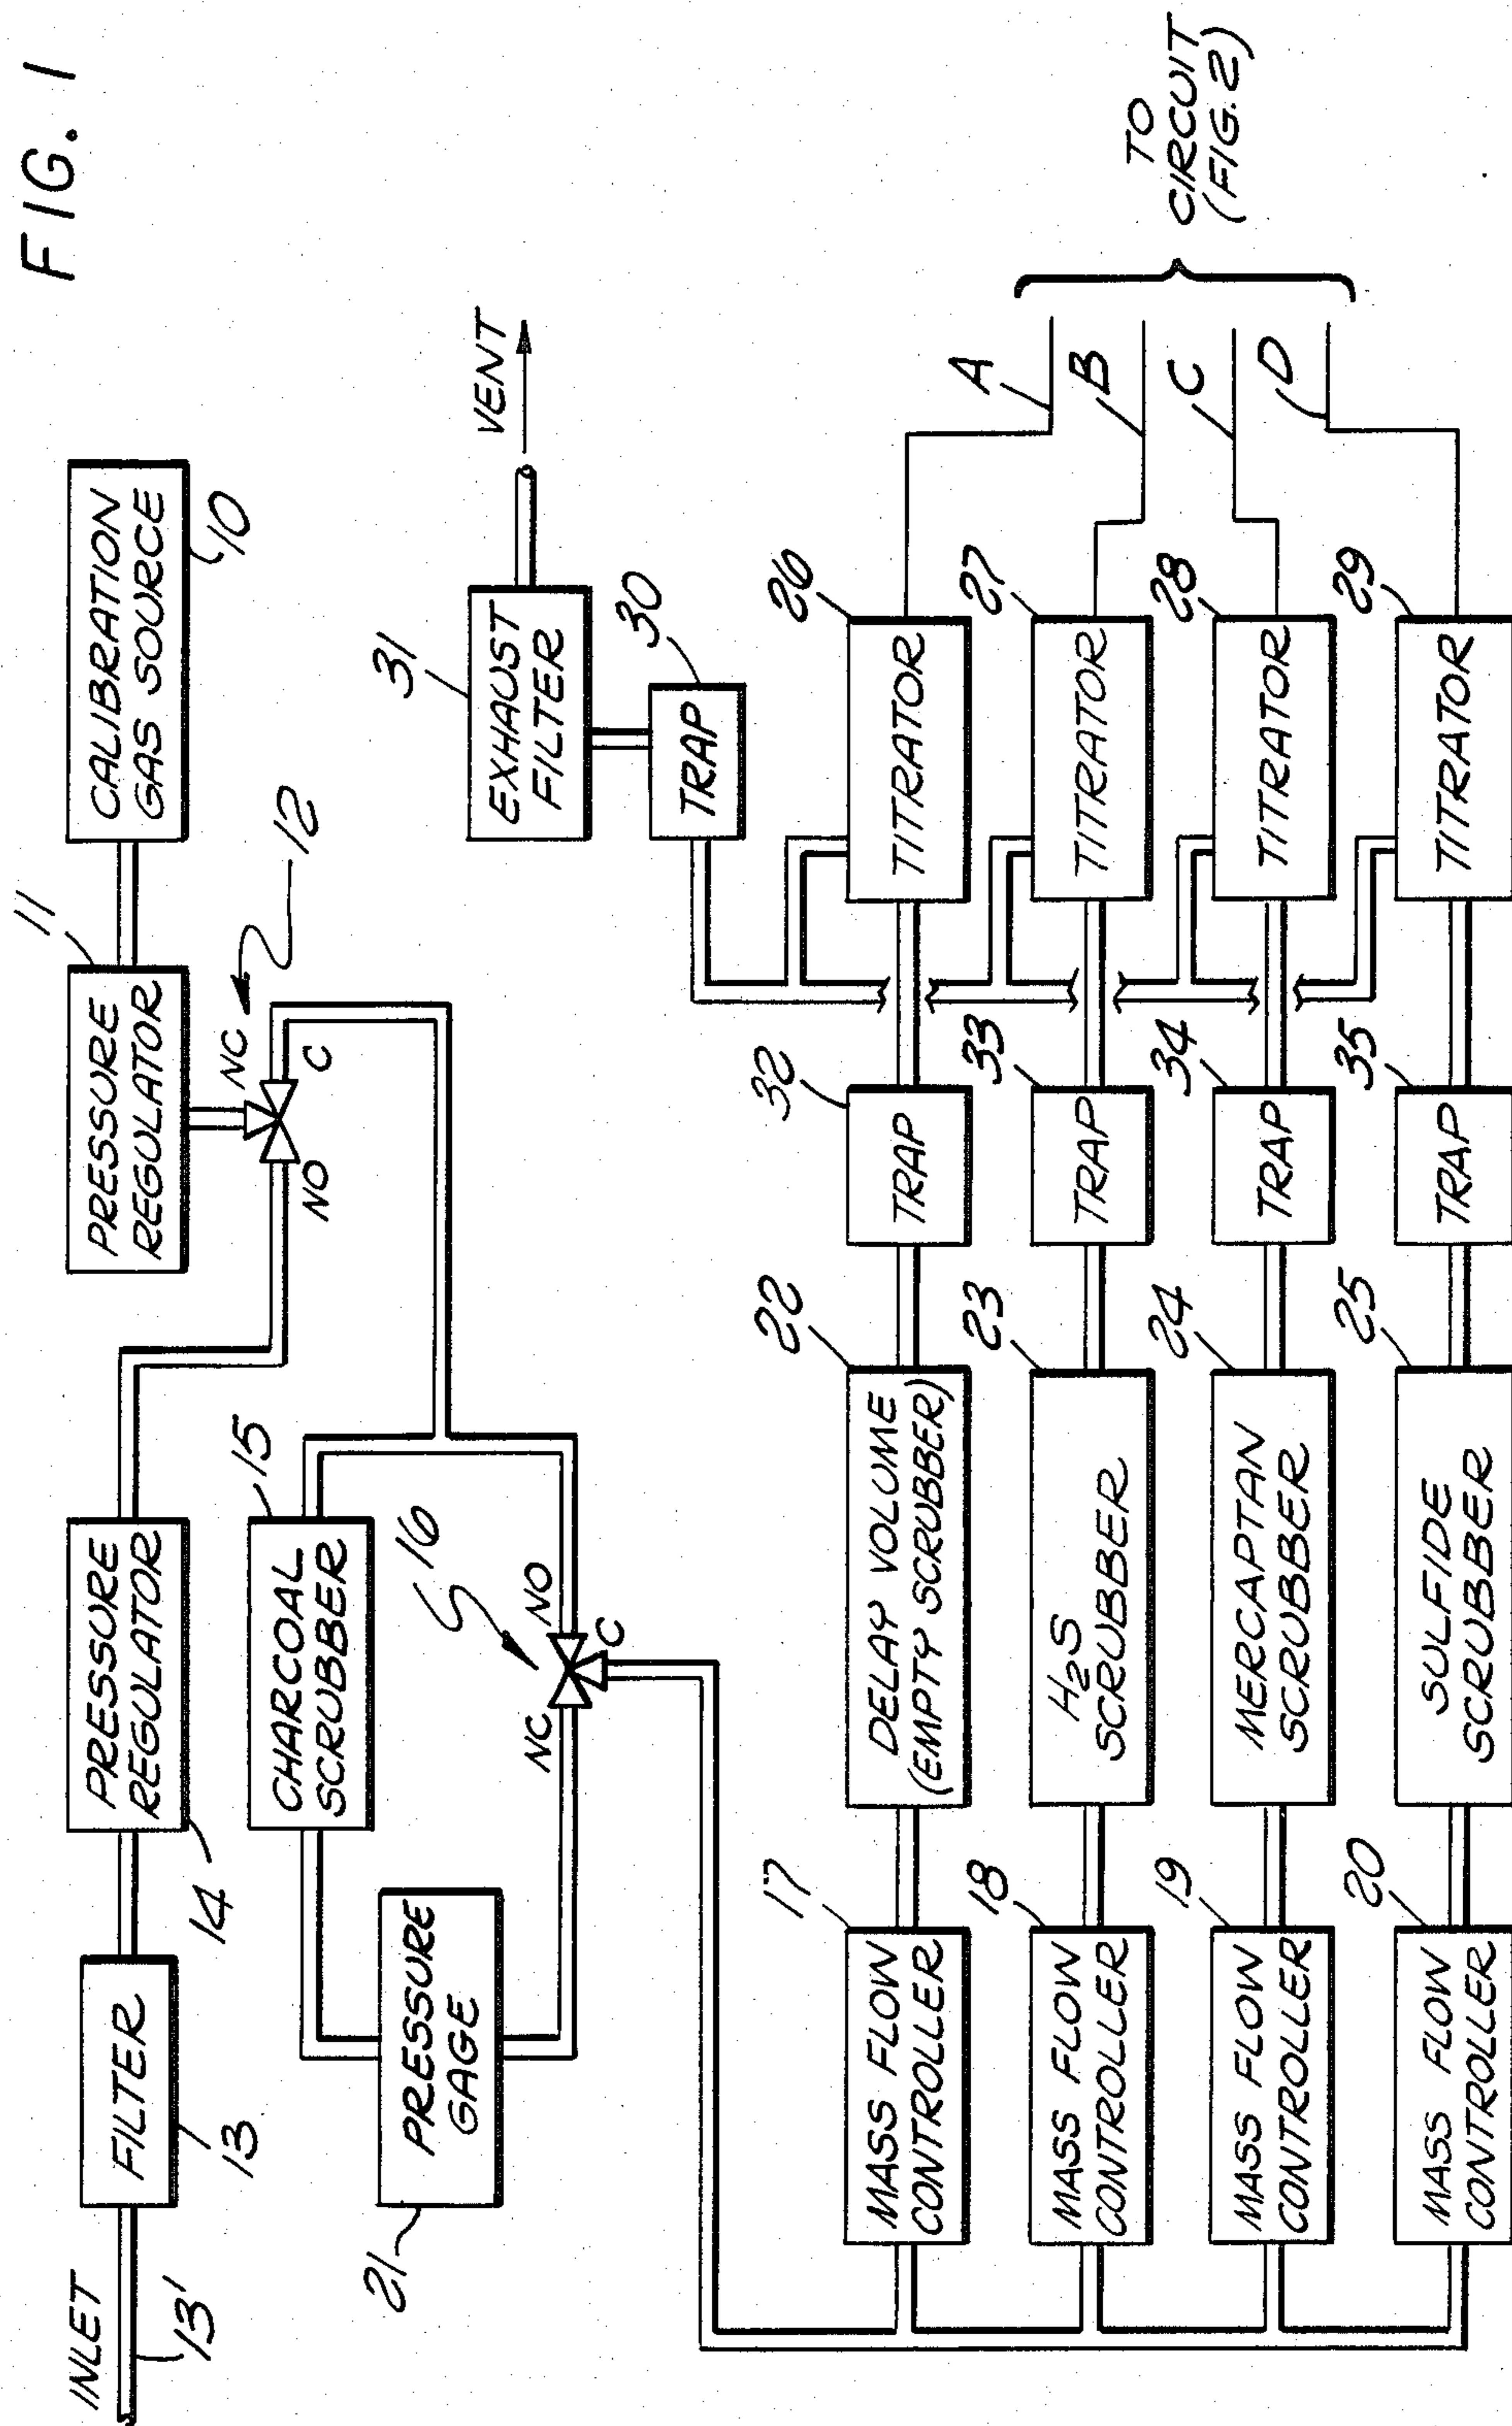 FIG. 1
INLET
13'
FILTER
13
PRESSURE
REGULATOR
14
PRESSURE
REGULATOR
11
CALIBRATION
GAS SOURCE
10
NC
12
C
NO
CHARCOAL
SCRUBBER
15
PRESSURE
GAGE
21
16
NO
C
NC
EXHAUST
FILTER
31
VENT
TRAP
30
MASS FLOW
CONTROLLER
17
DELAY VOLUME
(EMPTY SCRUBBER)
22
TRAP
32
TITRATOR
26
A
MASS FLOW
CONTROLLER
18
H2S
SCRUBBER
23
TRAP
33
TITRATOR
27
B
MASS FLOW
CONTROLLER
19
MERCAPTAN
SCRUBBER
24
TRAP
34
TITRATOR
28
C
MASS FLOW
CONTROLLER
20
SULFIDE
SCRUBBER
25
TRAP
35
TITRATOR
29
D
TO
CIRCUIT
(FIG. 2)